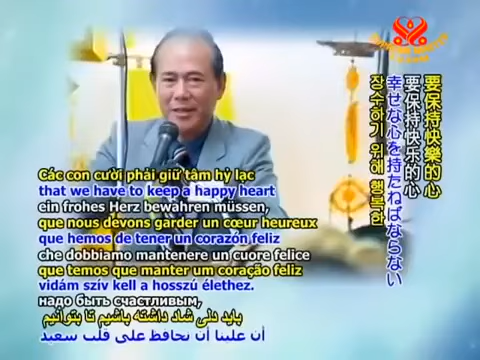 Các con cười phải giữ tâm hỷ lạc
that we have to keep a happy heart
ein frohes Herz bewahren müssen,
que nous devons garder un cœur heureux
que hemos de tener un corazón feliz
che dobbiamo mantenere un cuore felice
que temos que manter um coração feliz
vidám szív kell a hosszú élethez.
надо быть счастливым,
باید دلی شاد داشته باشیم تا بتوانیم
أن علينا أن نحافظ على قلب سعيد
要保持快樂的心
要保持快乐的心
幸せな心を持たねばならない
장수하기 위해 행복한